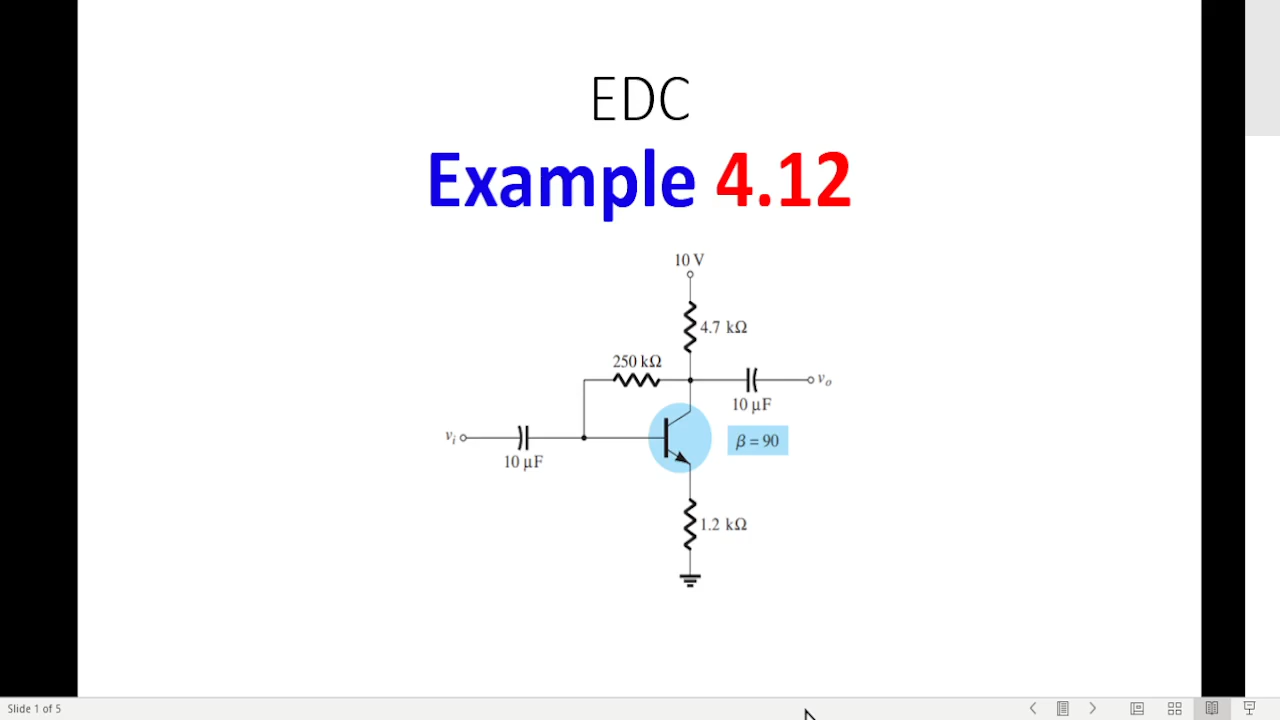 EDC
Example 4.12
10 V
4.7 kΩ
250 kΩ
vₒ
10 μF
vᵢ
β = 90
10 μF
1.2 kΩ
Slide 1 of 5